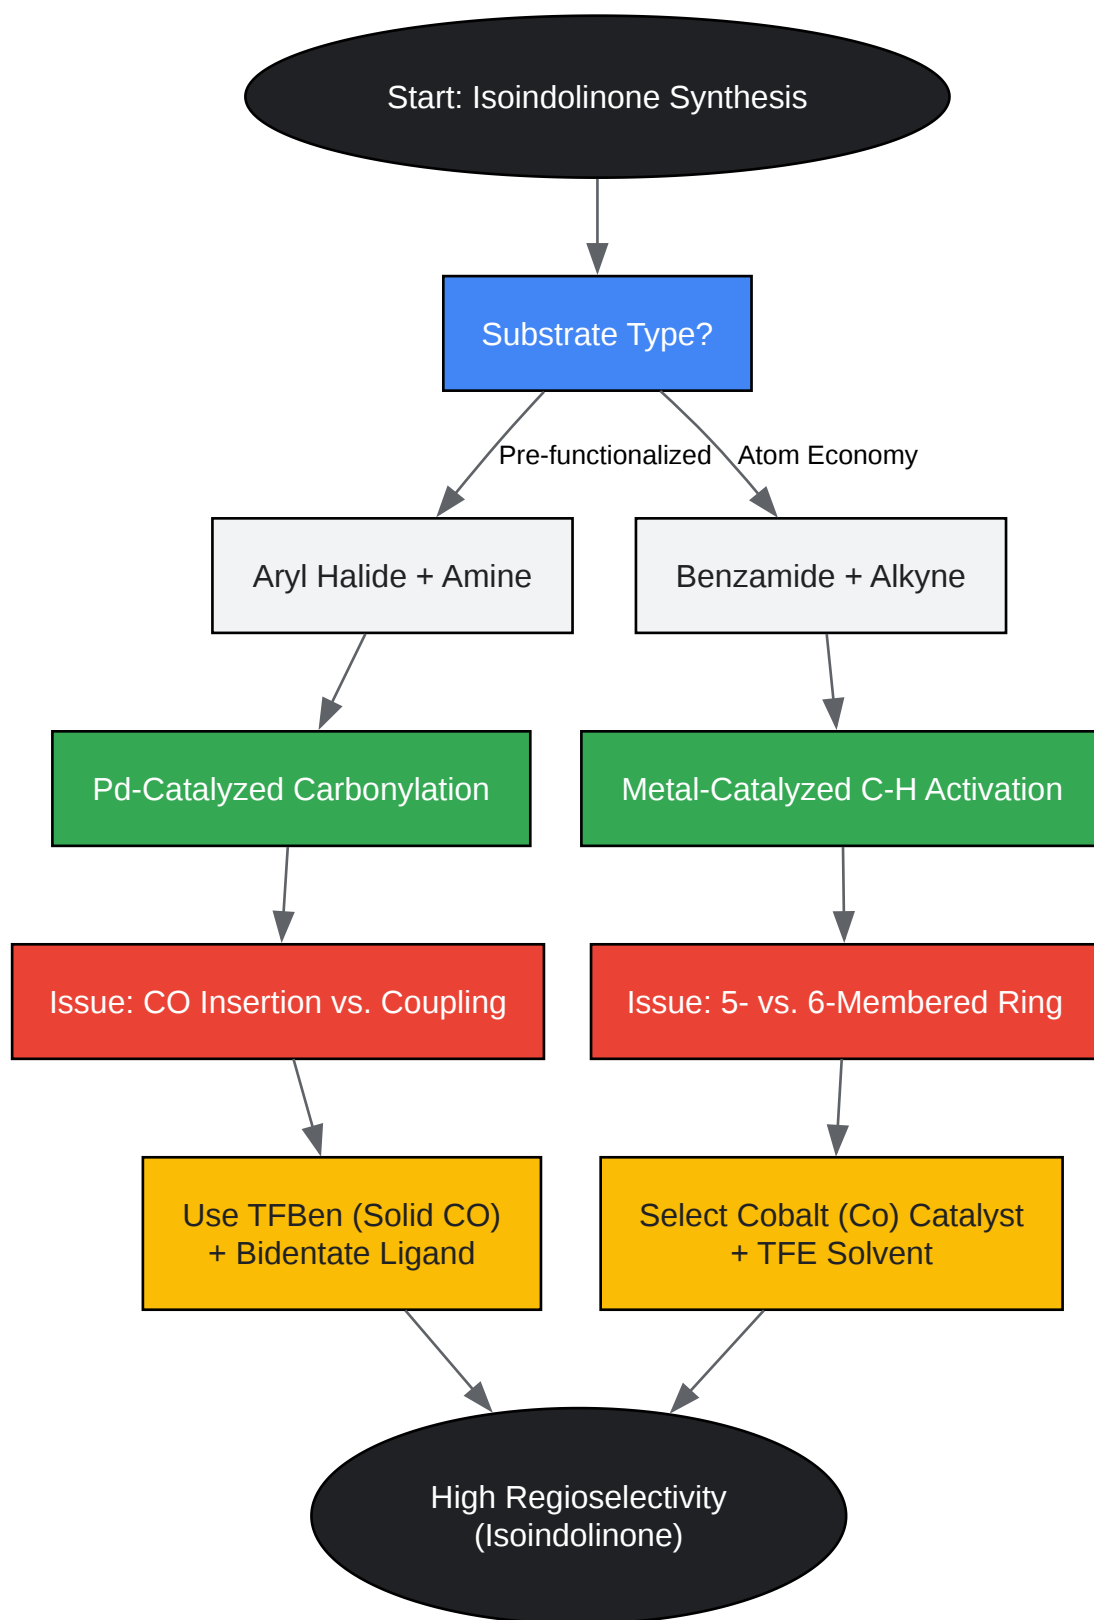 Start: Isoindolinone Synthesis
Substrate Type?
Pre-functionalized
Atom Economy
Aryl Halide + Amine
Benzamide + Alkyne
Pd-Catalyzed Carbonylation
Metal-Catalyzed C-H Activation
Issue: CO Insertion vs. Coupling
Issue: 5- vs. 6-Membered Ring
Use TFBen (Solid CO)
+ Bidentate Ligand
Select Cobalt (Co) Catalyst
+ TFE Solvent
High Regioselectivity
(Isoindolinone)